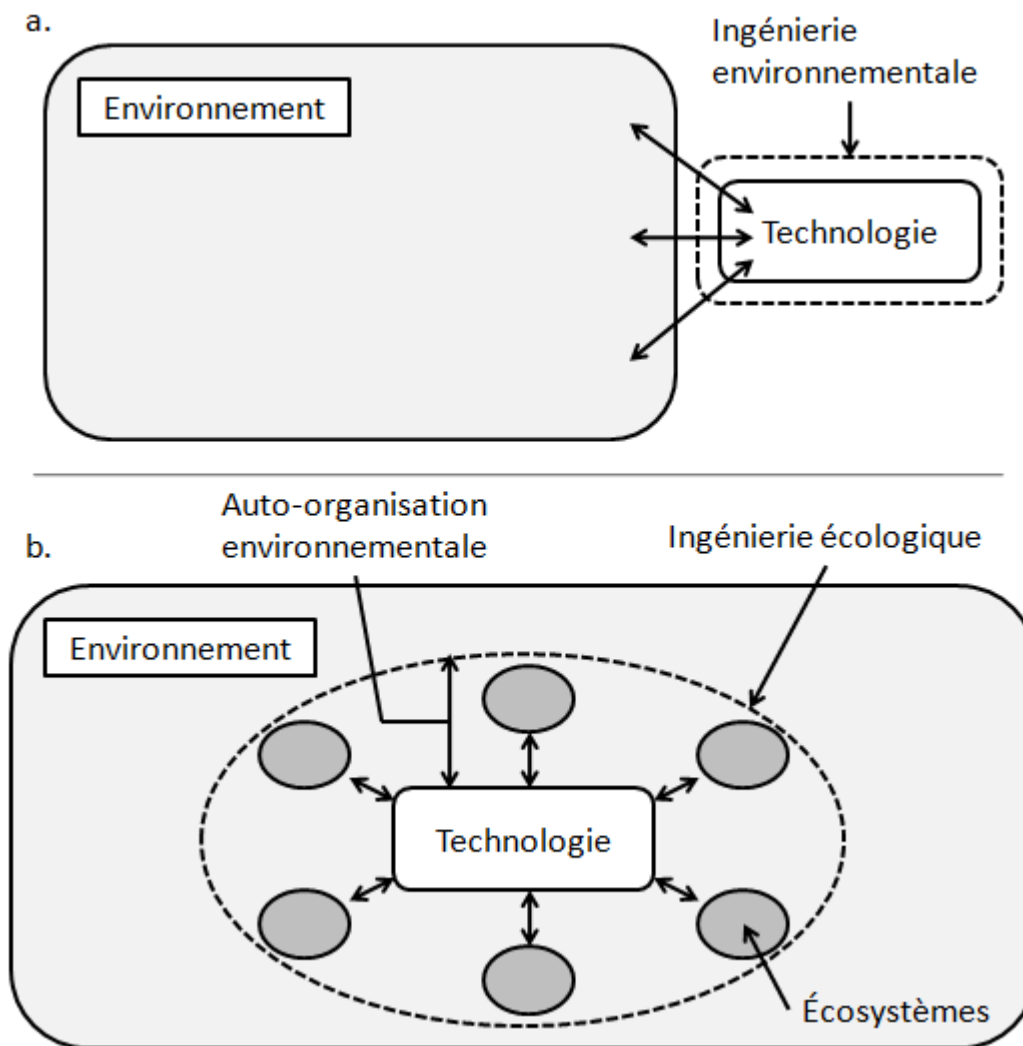 a.
Ingénierie
environnementale
Environnement
Technologie
Auto-organisation
environnementale
b.
Ingénierie écologique
Environnement
Technologie
Écosystèmes